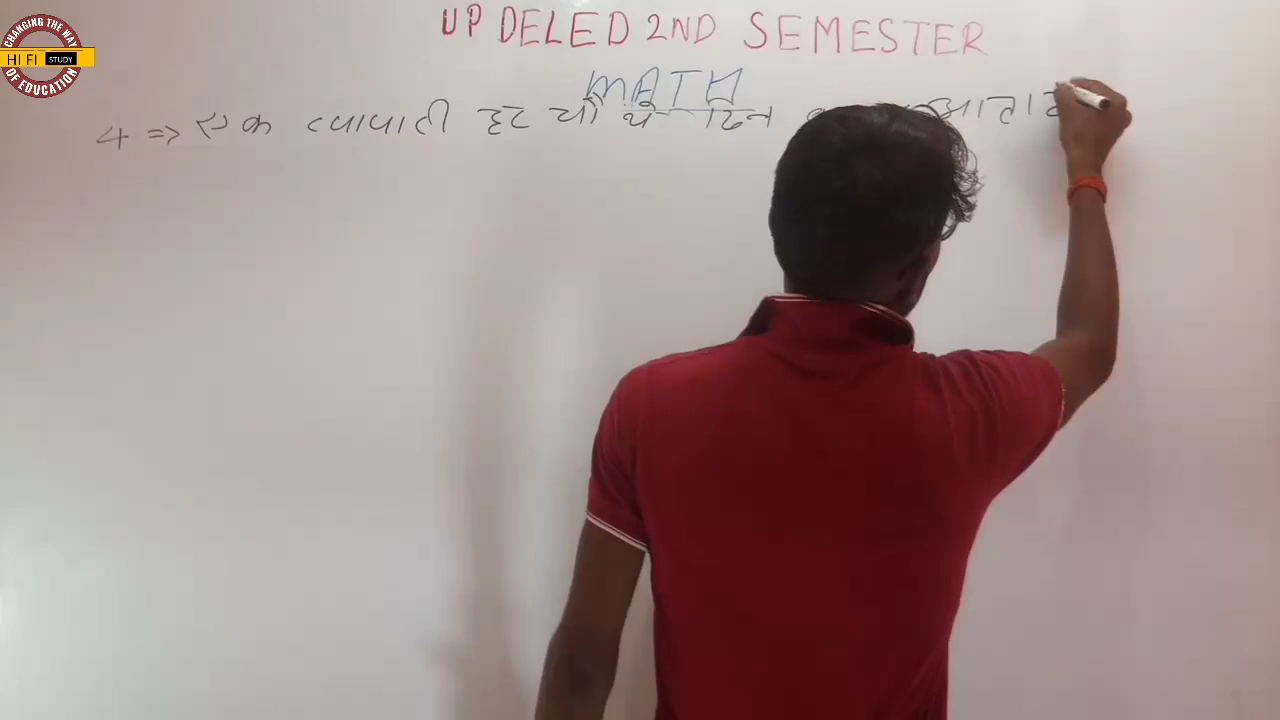 CHANGING THE WAY
HI FI STUDY
OF EDUCATION
UP DELED 2ND SEMESTER
MATH
4 => एक व्यापारी हर चौथे दिन